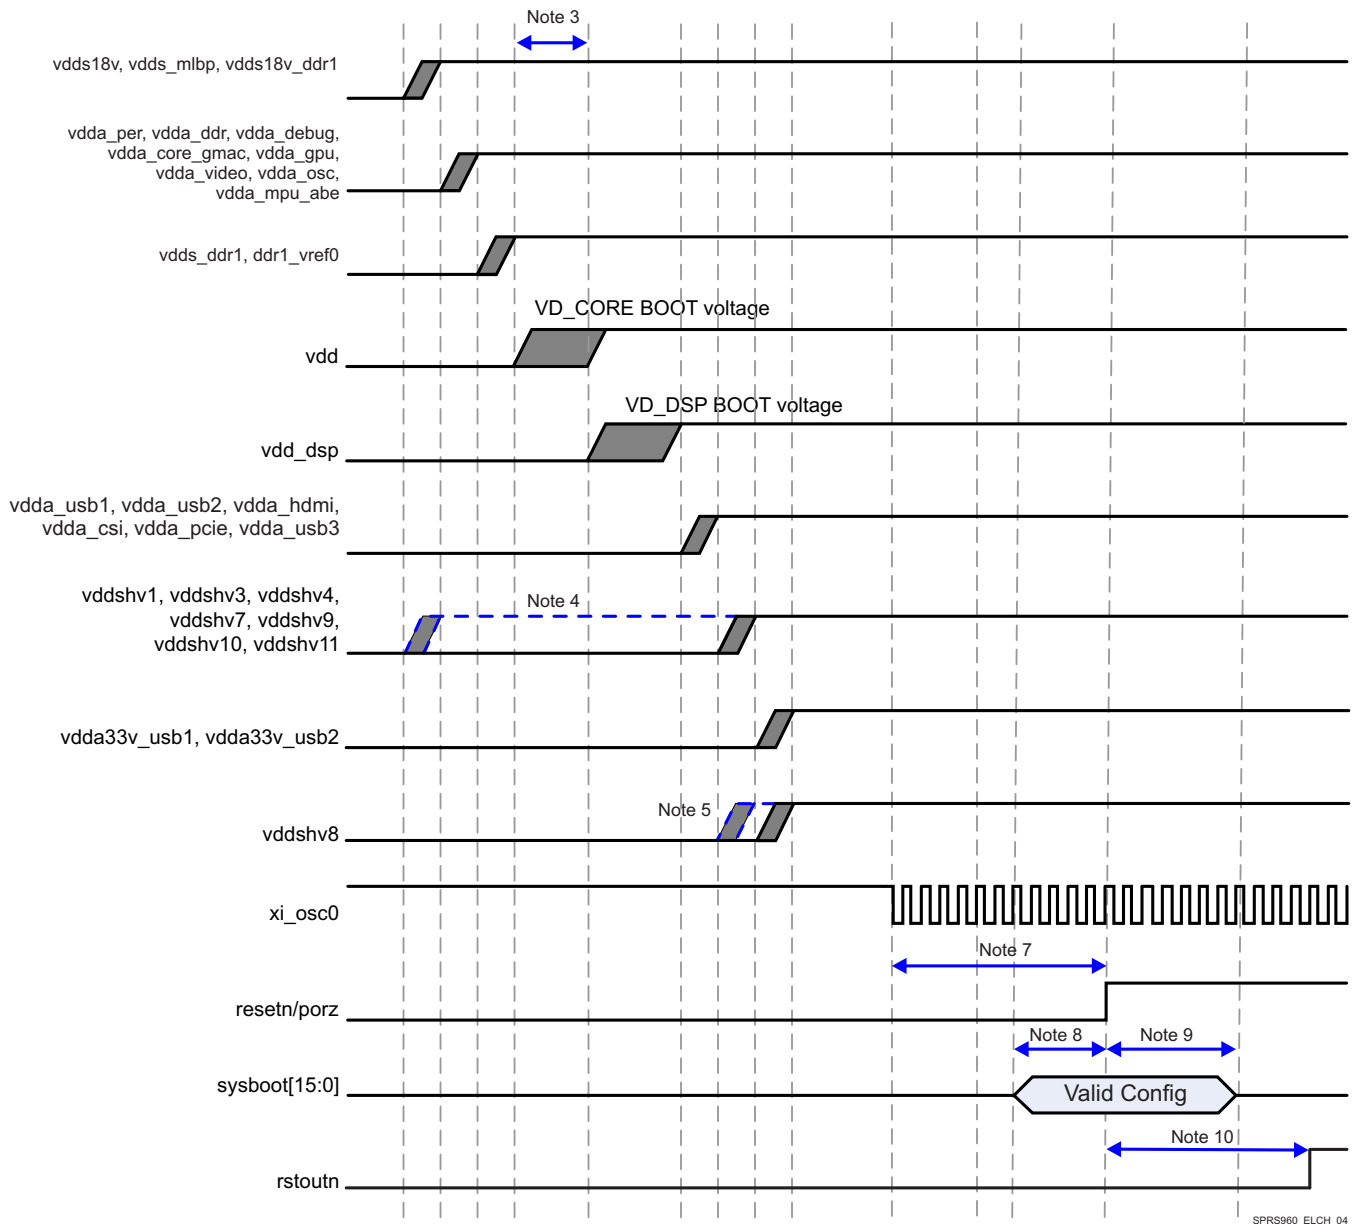 Note 3
vdds18v, vdds_mlbp, vdds18v_ddr1
vdda_per, vdda_ddr, vdda_debug,
vdda_core_gmac, vdda_gpu,
vdda_video, vdda_osc,
vdda_mpu_abe
vdds_ddr1, ddr1_vref0
VD_CORE BOOT voltage
vdd
VD_DSP BOOT voltage
vdd_dsp
vdda_usb1, vdda_usb2, vdda_hdmi,
vdda_csi, vdda_pcie, vdda_usb3
vddshv1, vddshv3, vddshv4,
vddshv7, vddshv9,
vddshv10, vddshv11
Note 4
vdda33v_usb1, vdda33v_usb2
Note 5
vddshv8
xi_osc0
Note 7
resetn/porz
Note 8
Note 9
sysboot[15:0]
Valid Config
Note 10
rstoutn
SPRS960_ELCH_04